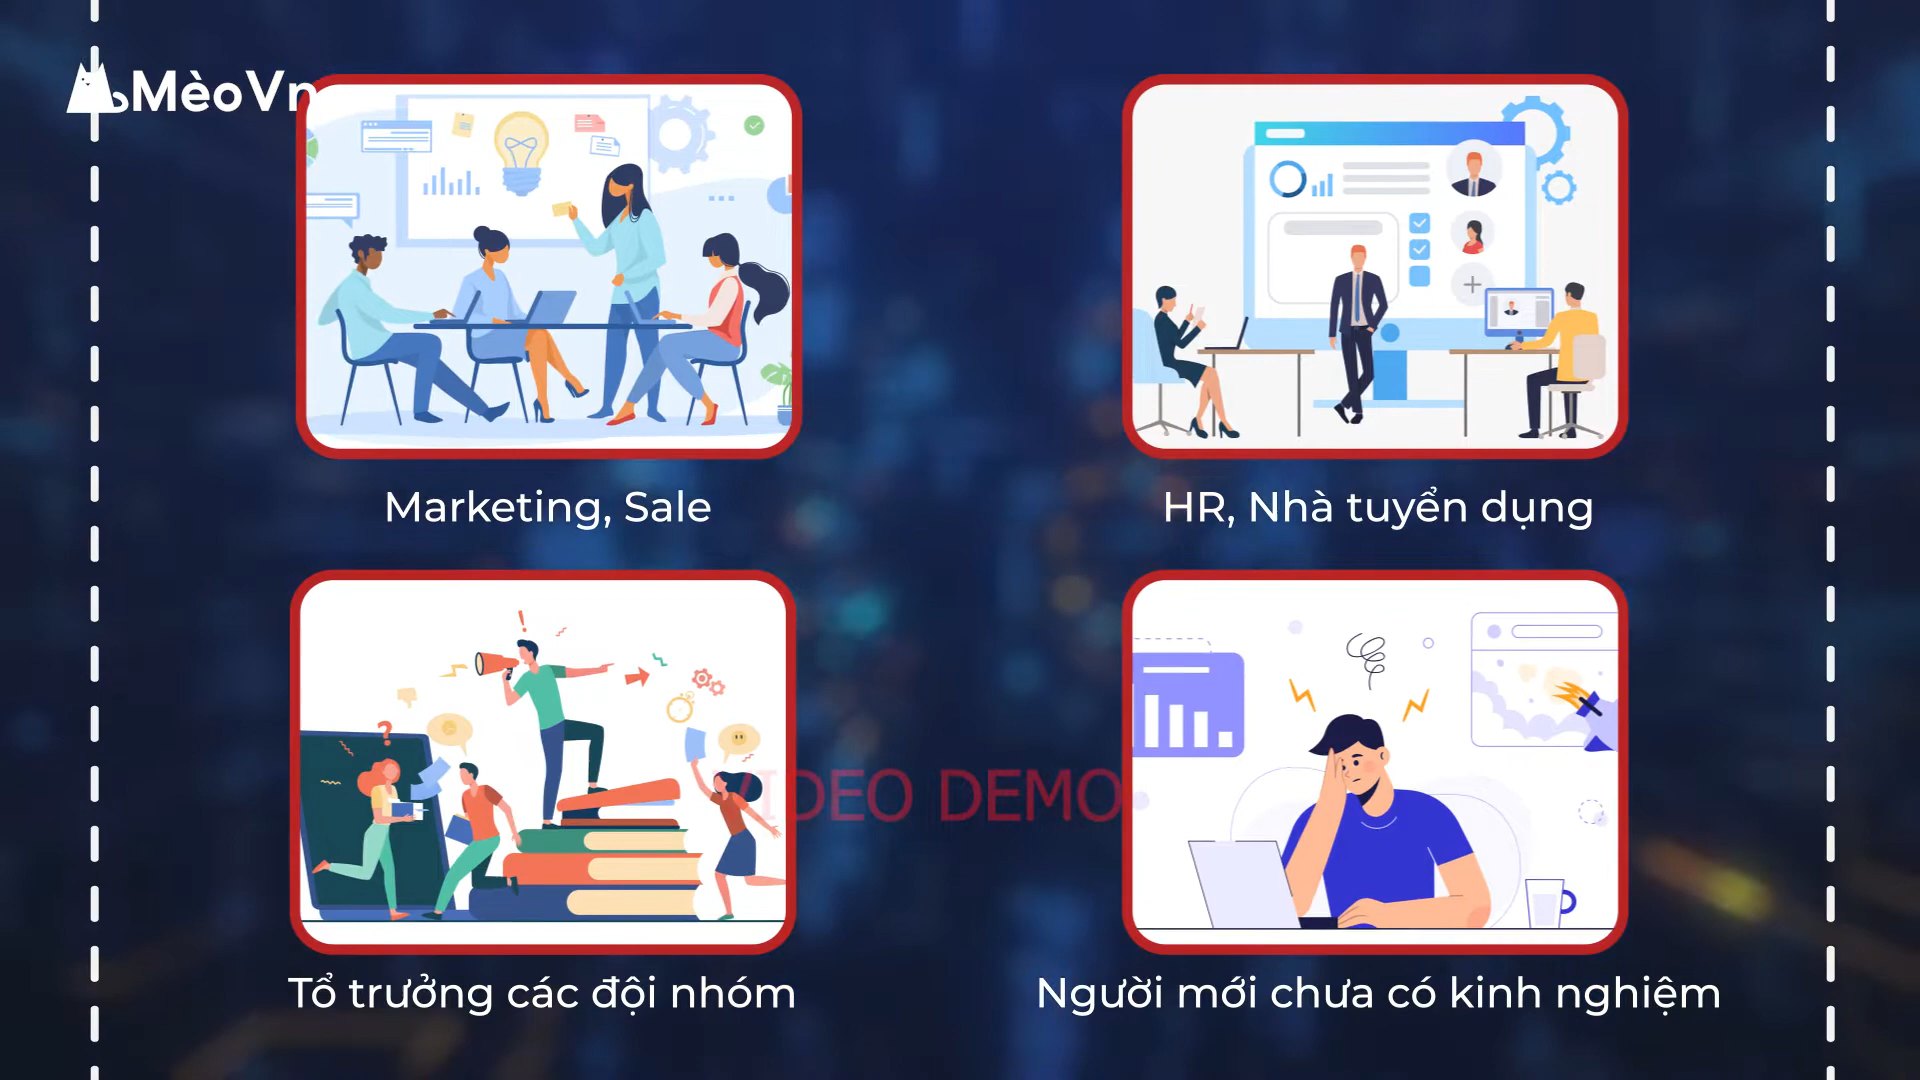 MèoVn
Marketing, Sale
HR, Nhà tuyển dụng
VIDEO DEMO
Tổ trưởng các đội nhóm
Người mới chưa có kinh nghiệm